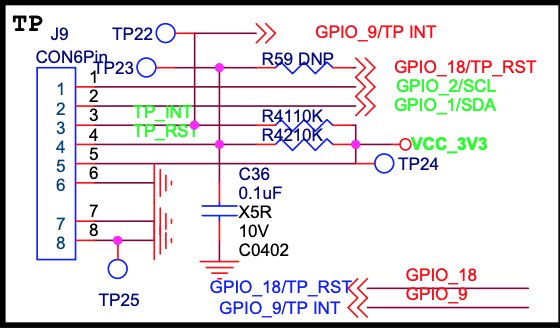 TP
J9
CON6Pin
TP22
GPIO_9/TP INT
TP23
R59 DNP
GPIO_18/TP_RST
1
1
GPIO_2/SCL
2
2
GPIO_1/SDA
TP_INT
3
3
R4110K
TP_RST
4
4
R4210K
VCC_3V3
5
5
TP24
6
6
C36
0.1uF
X5R
10V
C0402
7
7
8
8
TP25
GPIO_18/TP_RST
GPIO_18
GPIO_9/TP INT
GPIO_9